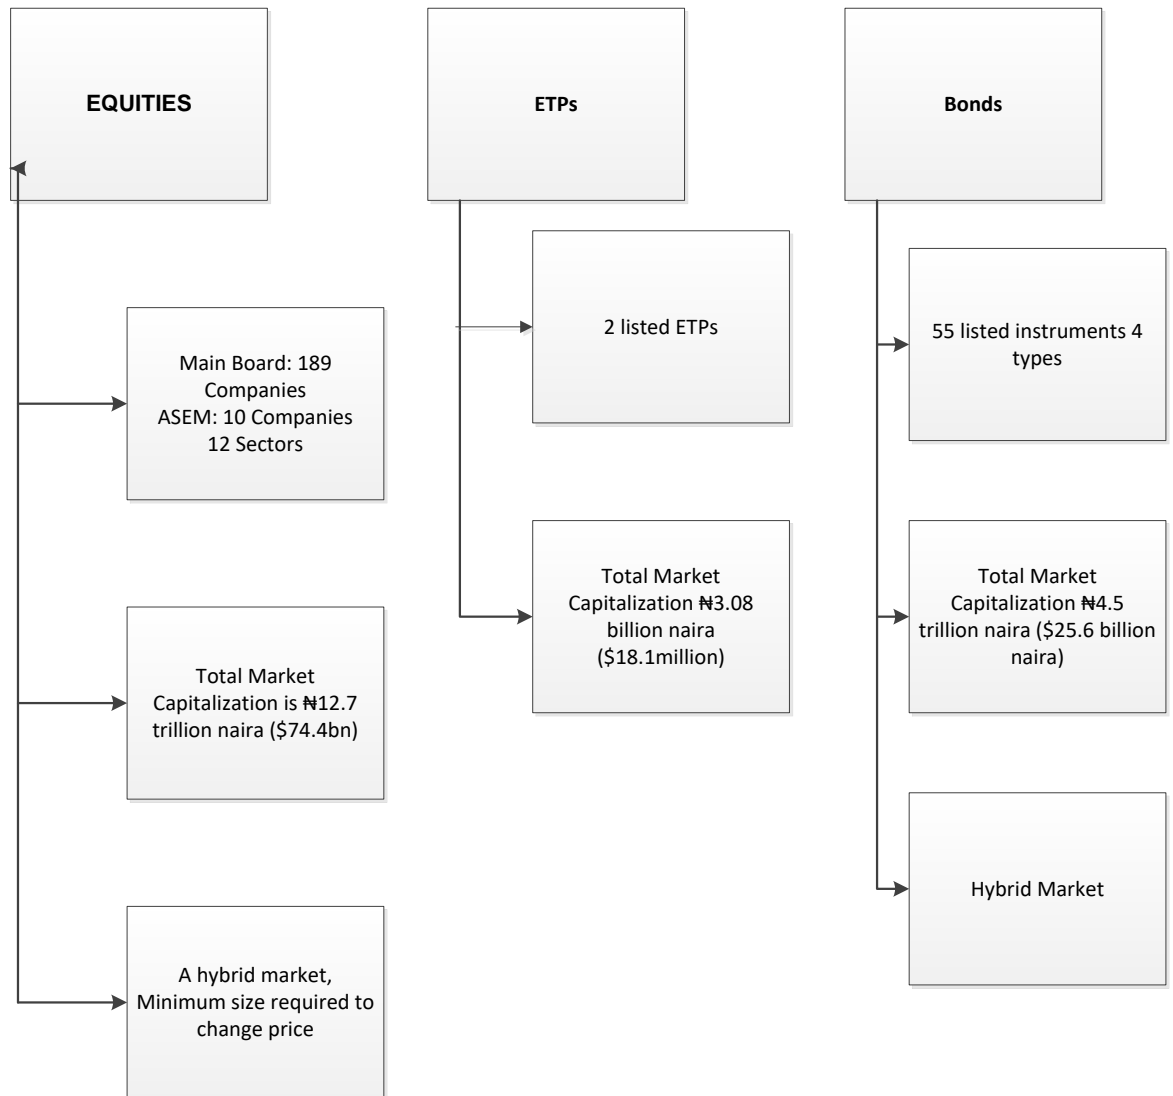 EQUITIES
Main Board: 189
Companies
ASEM: 10 Companies
12 Sectors
Total Market
Capitalization is ₦12.7
trillion naira ($74.4bn)
A hybrid market,
Minimum size required to
change price
ETPs
2 listed ETPs
Total Market
Capitalization ₦3.08
billion naira
($18.1million)
Bonds
55 listed instruments 4
types
Total Market
Capitalization ₦4.5
trillion naira ($25.6 billion
naira)
Hybrid Market